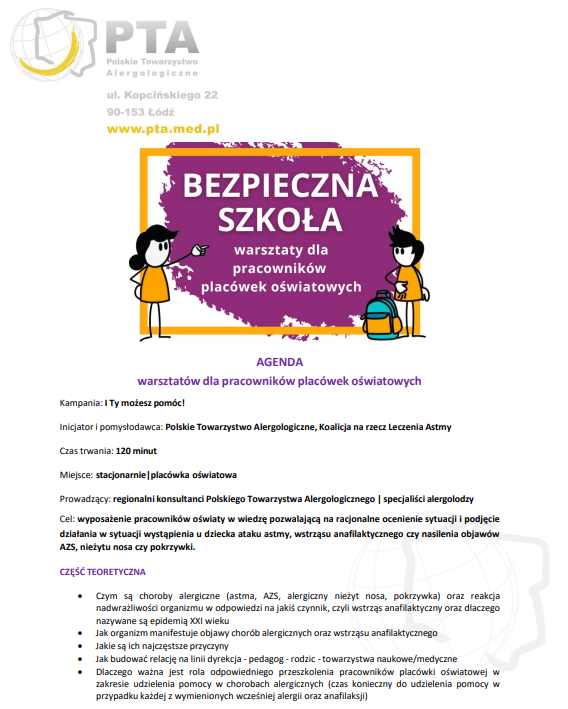 PTA
Polskie Towarzystwo
Alergologiczne
ul. Kopcińskiego 22
90-153 Łódź
www.pta.med.pl
BEZPIECZNA
SZKOŁA
warsztaty dla
pracowników
placówek oświatowych
AGENDA
warsztatów dla pracowników placówek oświatowych
Kampania: I Ty możesz pomóc!
Inicjator i pomysłodawca: Polskie Towarzystwo Alergologiczne, Koalicja na rzecz Leczenia Astmy
Czas trwania: 120 minut
Miejsce: stacjonarnie|placówka oświatowa
Prowadzący: regionalni konsultanci Polskiego Towarzystwa Alergologicznego | specjaliści alergolodzy
Cel: wyposażenie pracowników oświaty w wiedzę pozwalającą na racjonalne ocenienie sytuacji i podjęcie
działania w sytuacji wystąpienia u dziecka ataku astmy, wstrząsu anafilaktycznego czy nasilenia objawów
AZS, nieżytu nosa czy pokrzywki.
CZĘŚĆ TEORETYCZNA
• Czym są choroby alergiczne (astma, AZS, alergiczny nieżyt nosa, pokrzywka) oraz reakcja
nadwrażliwości organizmu w odpowiedzi na jakiś czynnik, czyli wstrząs anafilaktyczny oraz dlaczego
nazywane są epidemią XXI wieku
• Jak organizm manifestuje objawy chorób alergicznych oraz wstrząsu anafilaktycznego
• Jakie są ich najczęstsze przyczyny
• Jak budować relację na linii dyrekcja - pedagog - rodzic - towarzystwa naukowe/medyczne
• Dlaczego ważna jest rola odpowiedniego przeszkolenia pracowników placówki oświatowej w
zakresie udzielenia pomocy w chorobach alergicznych (czas konieczny do udzielenia pomocy w
przypadku każdej z wymienionych wcześniej alergii oraz anafilaksji)